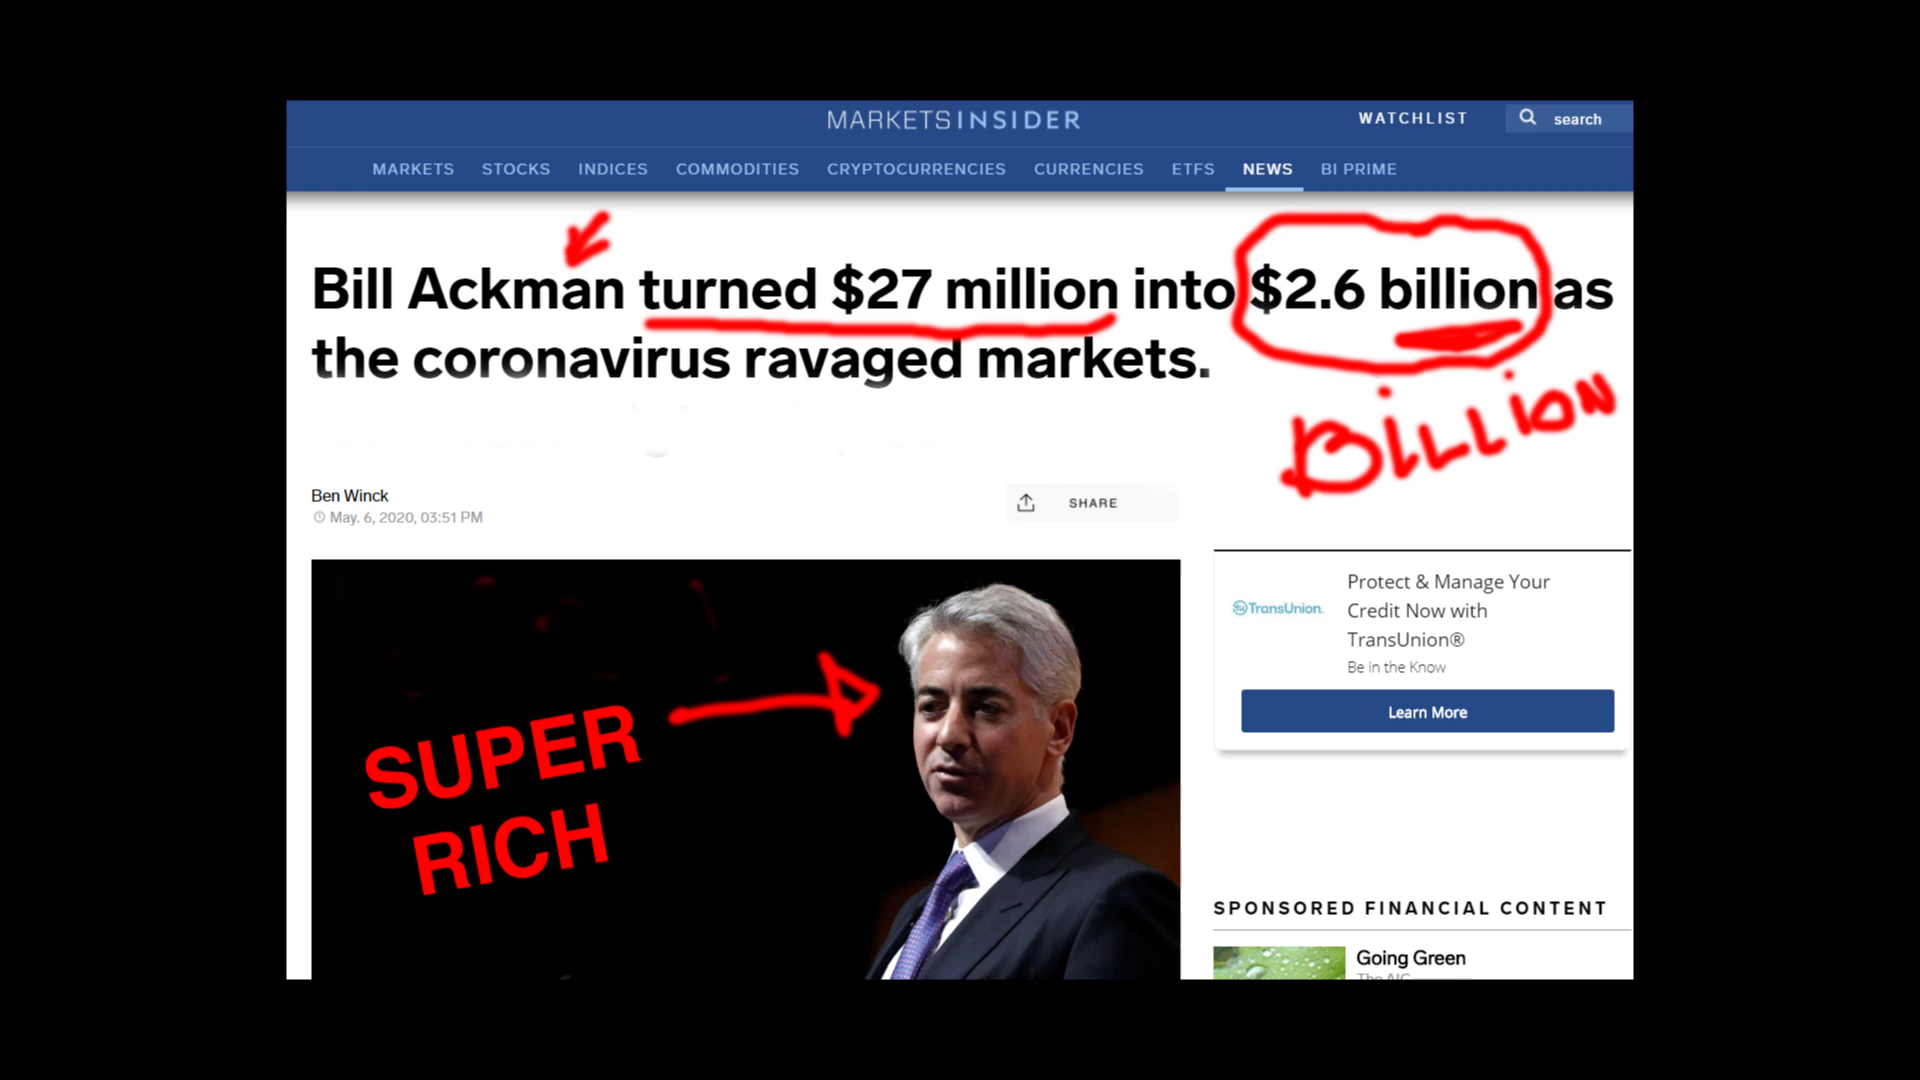 MARKETS INSIDER
WATCHLIST
search
MARKETS STOCKS INDICES COMMODITIES CRYPTOCURRENCIES CURRENCIES ETFS NEWS BI PRIME
Bill Ackman turned $27 million into $2.6 billion as
the coronavirus ravaged markets.
BiLLiON
Ben Winck
May. 6, 2020, 03:51 PM
SHARE
SUPER
RICH
TransUnion.
Protect & Manage Your
Credit Now with
TransUnion®
Be in the Know
Learn More
SPONSORED FINANCIAL CONTENT
Going Green